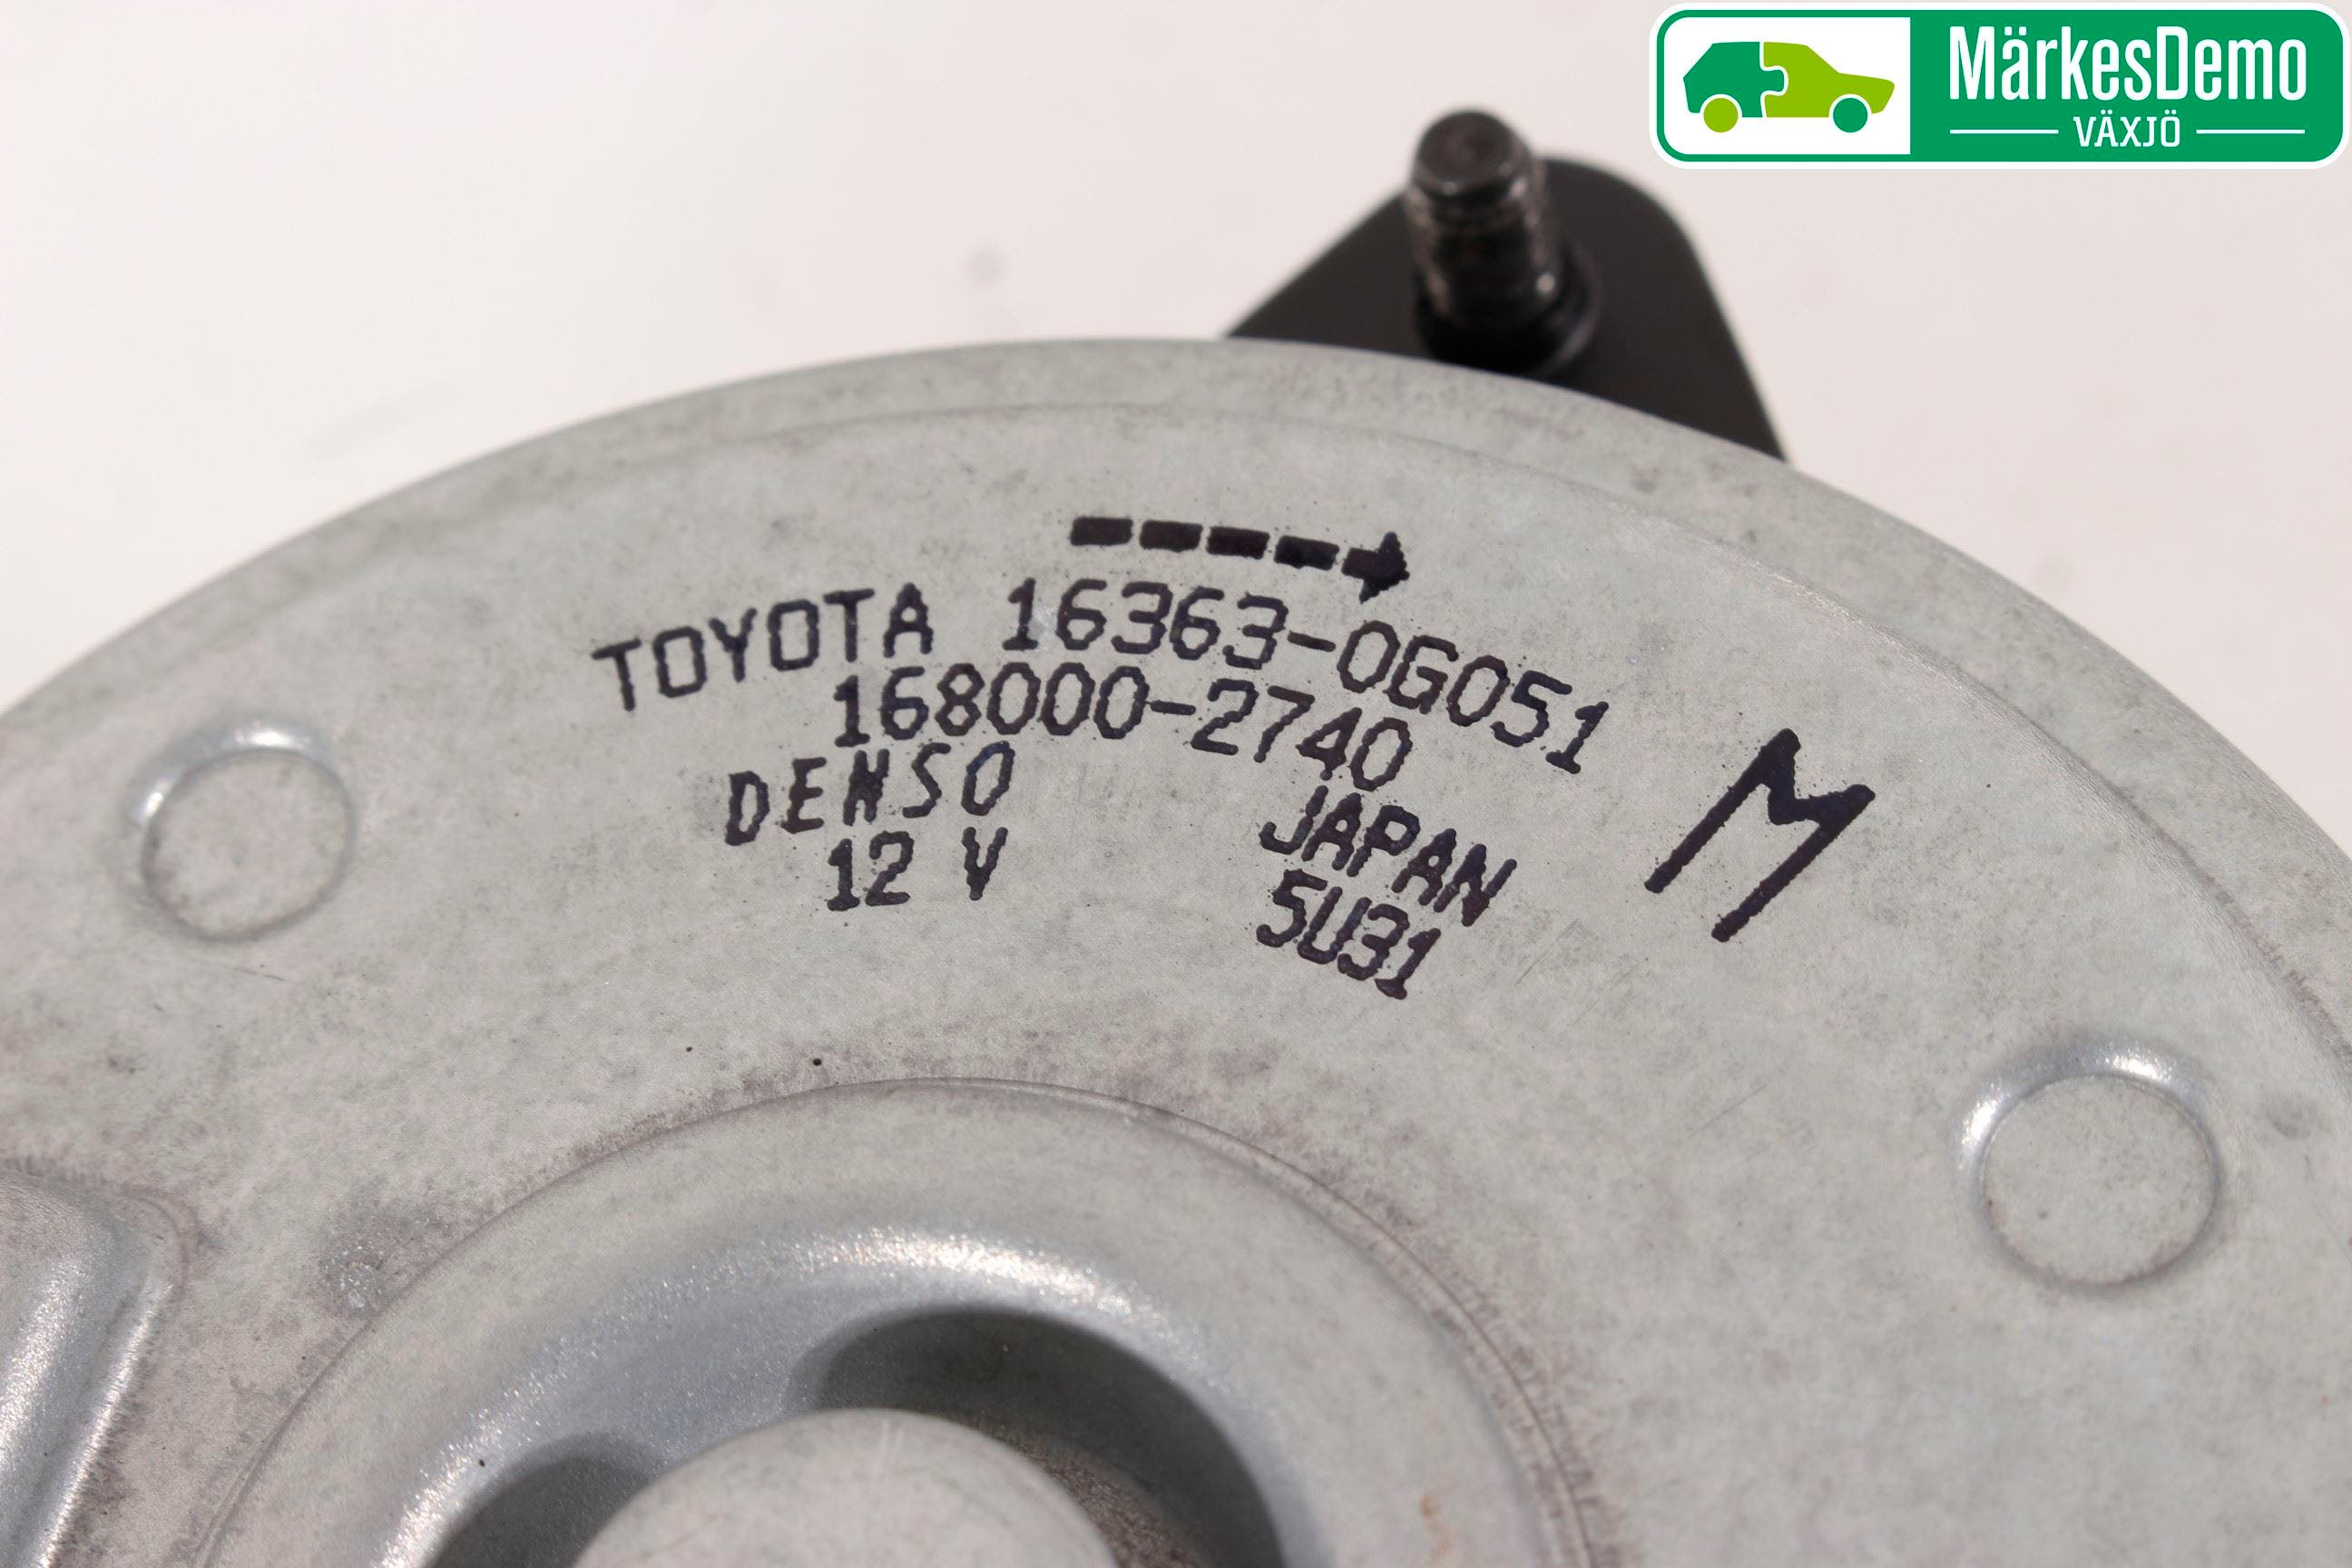 MärkesDemo
VÄXJÖ
TOYOTA 16363-0G051
168000-2740
DENSO JAPAN
12 V 5U31
M